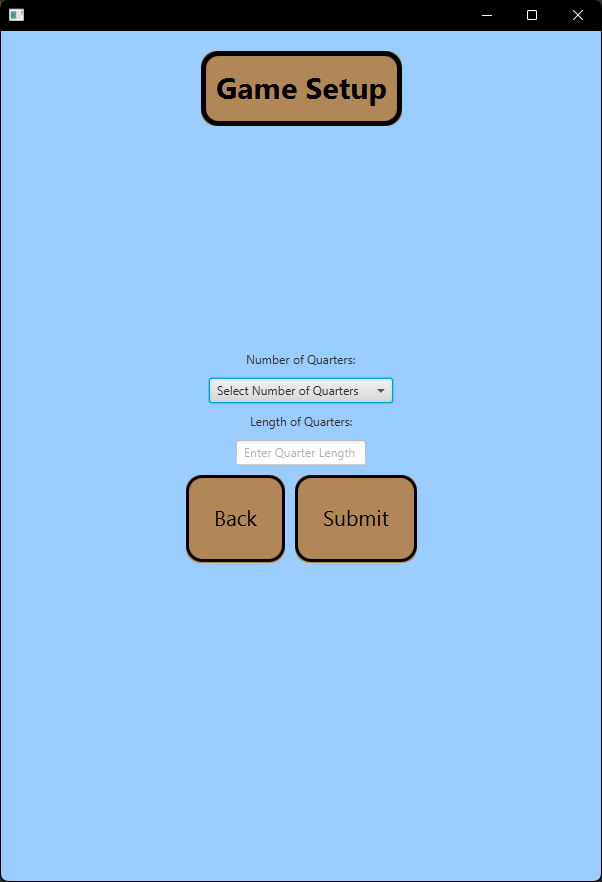 Game Setup
Number of Quarters:
Select Number of Quarters
Length of Quarters:
Enter Quarter Length
Back Submit